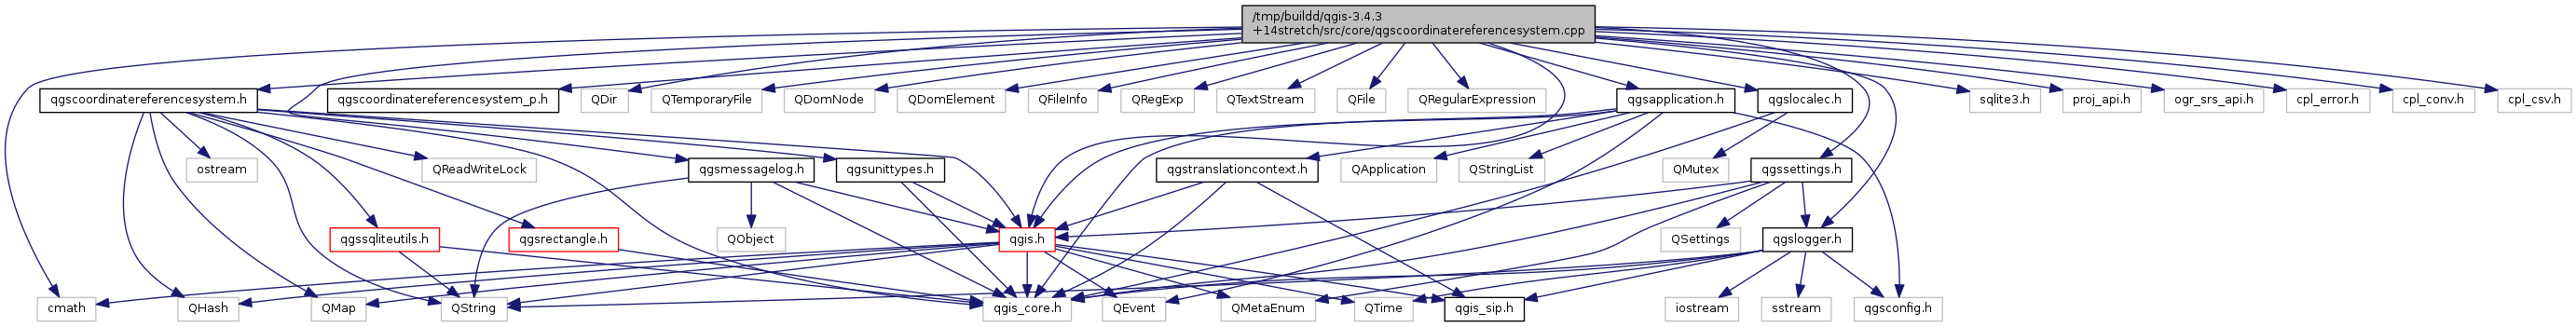 /tmp/buildd/qgis-3.4.3
+14stretch/src/core/qgscoordinatereferencesystem.cpp
qgscoordinatereferencesystem.h
qgscoordinatereferencesystem_p.h
QDir
QTemporaryFile
QDomNode
QDomElement
QFileInfo
QRegExp
QTextStream
QFile
QRegularExpression
qgsapplication.h
qgslocalec.h
sqlite3.h
proj_api.h
ogr_srs_api.h
cpl_error.h
cpl_conv.h
cpl_csv.h
ostream
QReadWriteLock
qgsmessagelog.h
qgsunittypes.h
qgstranslationcontext.h
QApplication
QStringList
QMutex
qgssettings.h
qgssqliteutils.h
qgsrectangle.h
QObject
qgis.h
QSettings
qgslogger.h
cmath
QHash
QMap
QString
qgis_core.h
QEvent
QMetaEnum
QTime
qgis_sip.h
iostream
sstream
qgsconfig.h